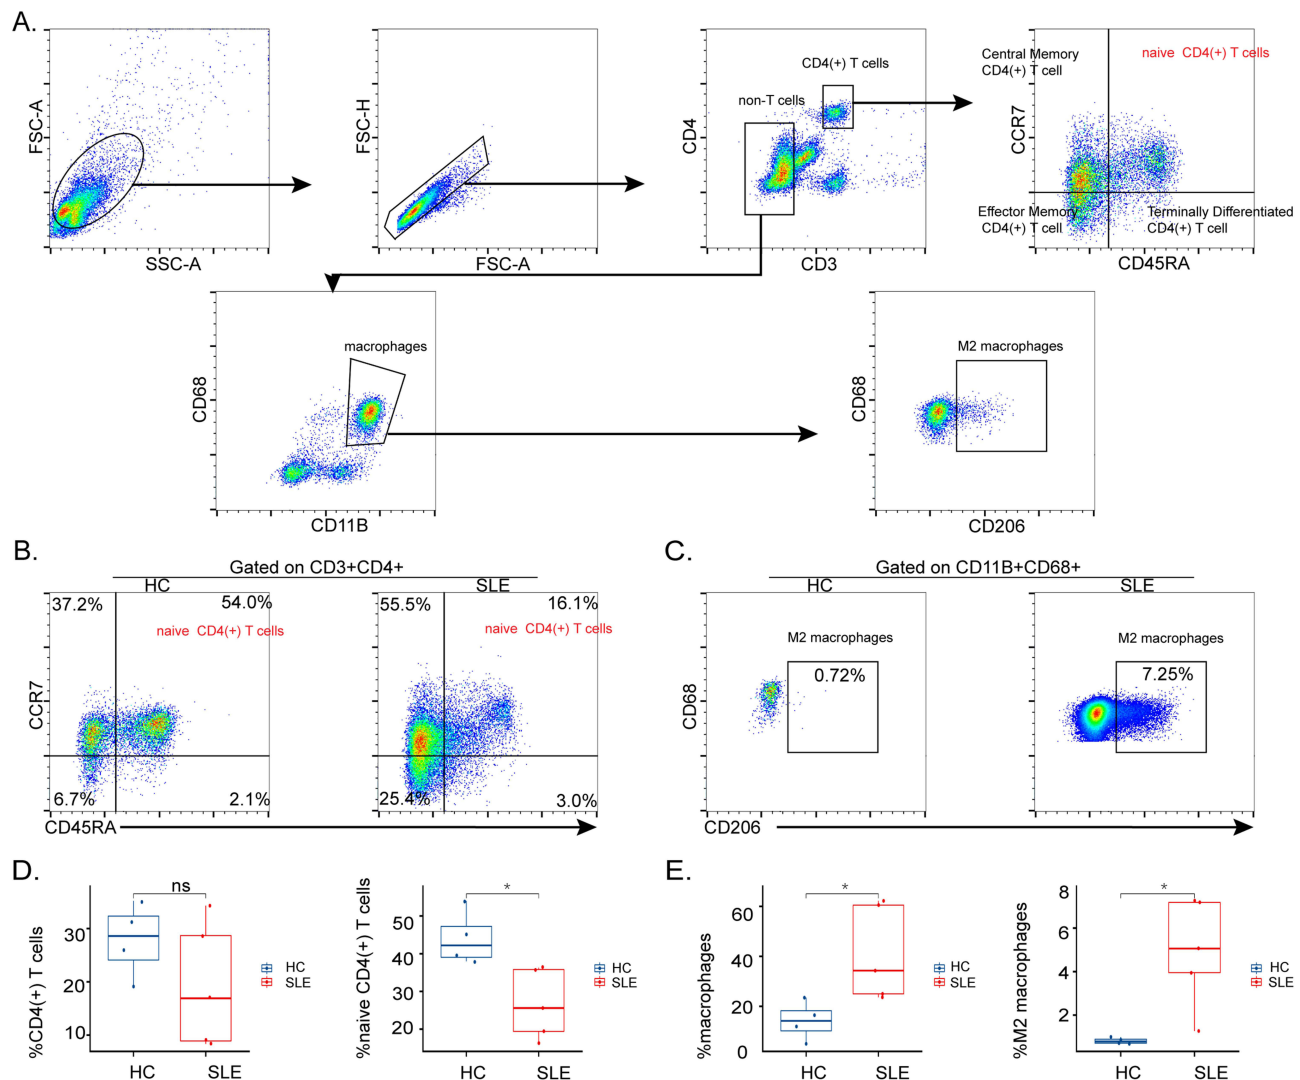 A.
FSC-A
SSC-A
FSC-H
FSC-A
CD4(+) T cells
non-T cells
CD4
CD3
Central Memory
CD4(+) T cell
naive CD4(+) T cells
CCR7
Effector Memory
CD4(+) T cell
Terminally Differentiated
CD4(+) T cell
CD45RA
macrophages
CD68
CD11B
M2 macrophages
CD68
CD206
B.
Gated on CD3+CD4+
HC
SLE
37.2%
54.0%
naive CD4(+) T cells
CCR7
6.7%
2.1%
55.5%
16.1%
naive CD4(+) T cells
25.4%
3.0%
CD45RA
C.
Gated on CD11B+CD68+
HC
SLE
M2 macrophages
0.72%
CD68
M2 macrophages
7.25%
CD206
D.
%CD4(+) T cells
ns
30
20
10
HC
SLE
HC
SLE
%naive CD4(+) T cells
*
50
40
30
20
HC
SLE
HC
SLE
E.
%macrophages
*
60
40
20
0
HC
SLE
HC
SLE
%M2 macrophages
*
8
6
4
2
HC
SLE
HC
SLE